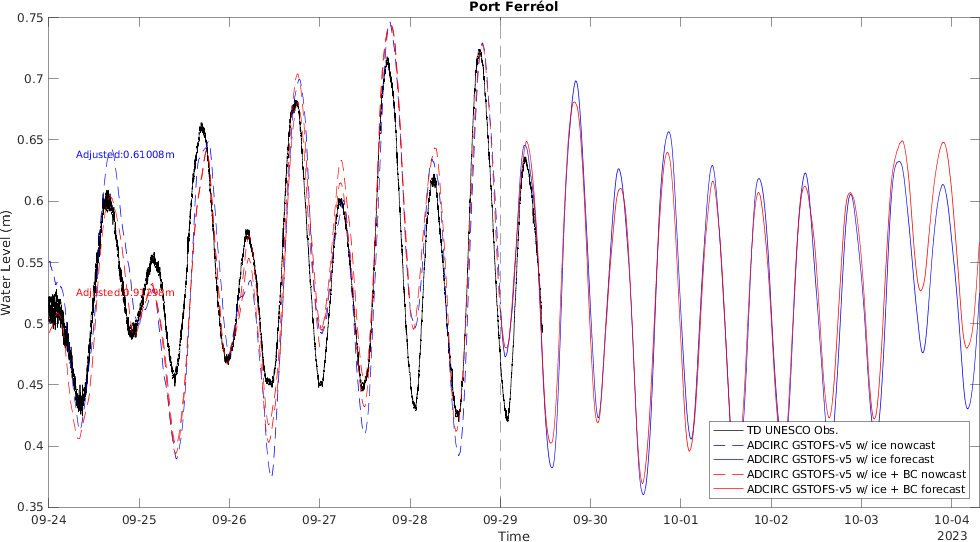 Port Ferréol
0.75
0.7
0.65
0.6
0.55
0.5
0.45
0.4
0.35
Water Level (m)
Adjusted:0.61008m
TD UNESCO Obs.
ADCIRC GSTOFS-v5 w/ ice nowcast
ADCIRC GSTOFS-v5 w/ ice forecast
ADCIRC GSTOFS-v5 w/ ice + BC nowcast
ADCIRC GSTOFS-v5 w/ ice + BC forecast
09-24 09-25 09-26 09-27 09-28 09-29 09-30 10-01 10-02 10-03 10-04
Time
2023